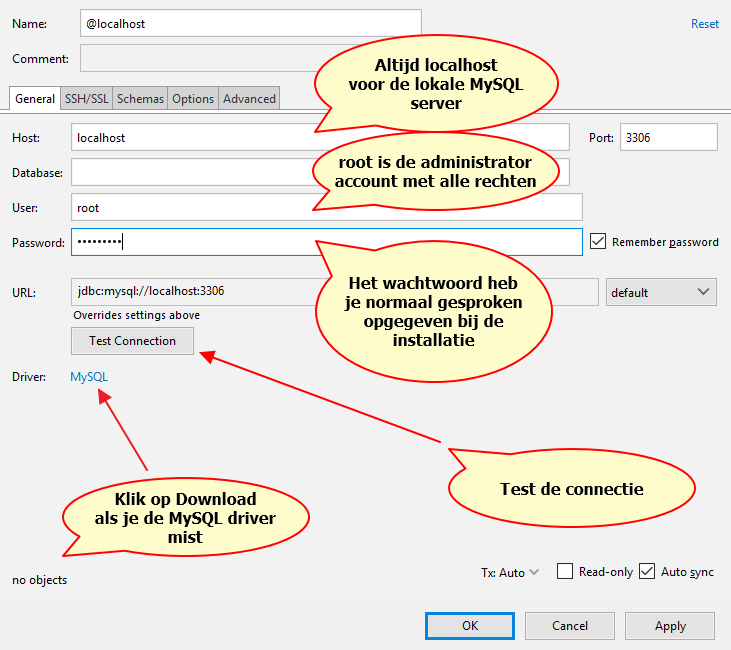 Name: @localhost Reset
Comment:
Altijd localhost
voor de lokale MySQL
server
General SSH/SSL Schemas Options Advanced
Host: localhost Port: 3306
Database:
root is de administrator
account met alle rechten
User: root
Password: ••••••••• Remember password
Het wachtwoord heb
je normaal gesproken
opgegeven bij de
installatie
URL: jdbc:mysql://localhost:3306 default
Overrides settings above
Test Connection
Driver: MySQL
Test de connectie
Klik op Download
als je de MySQL driver
mist
no objects Tx: Auto Read-only Auto sync
OK Cancel Apply